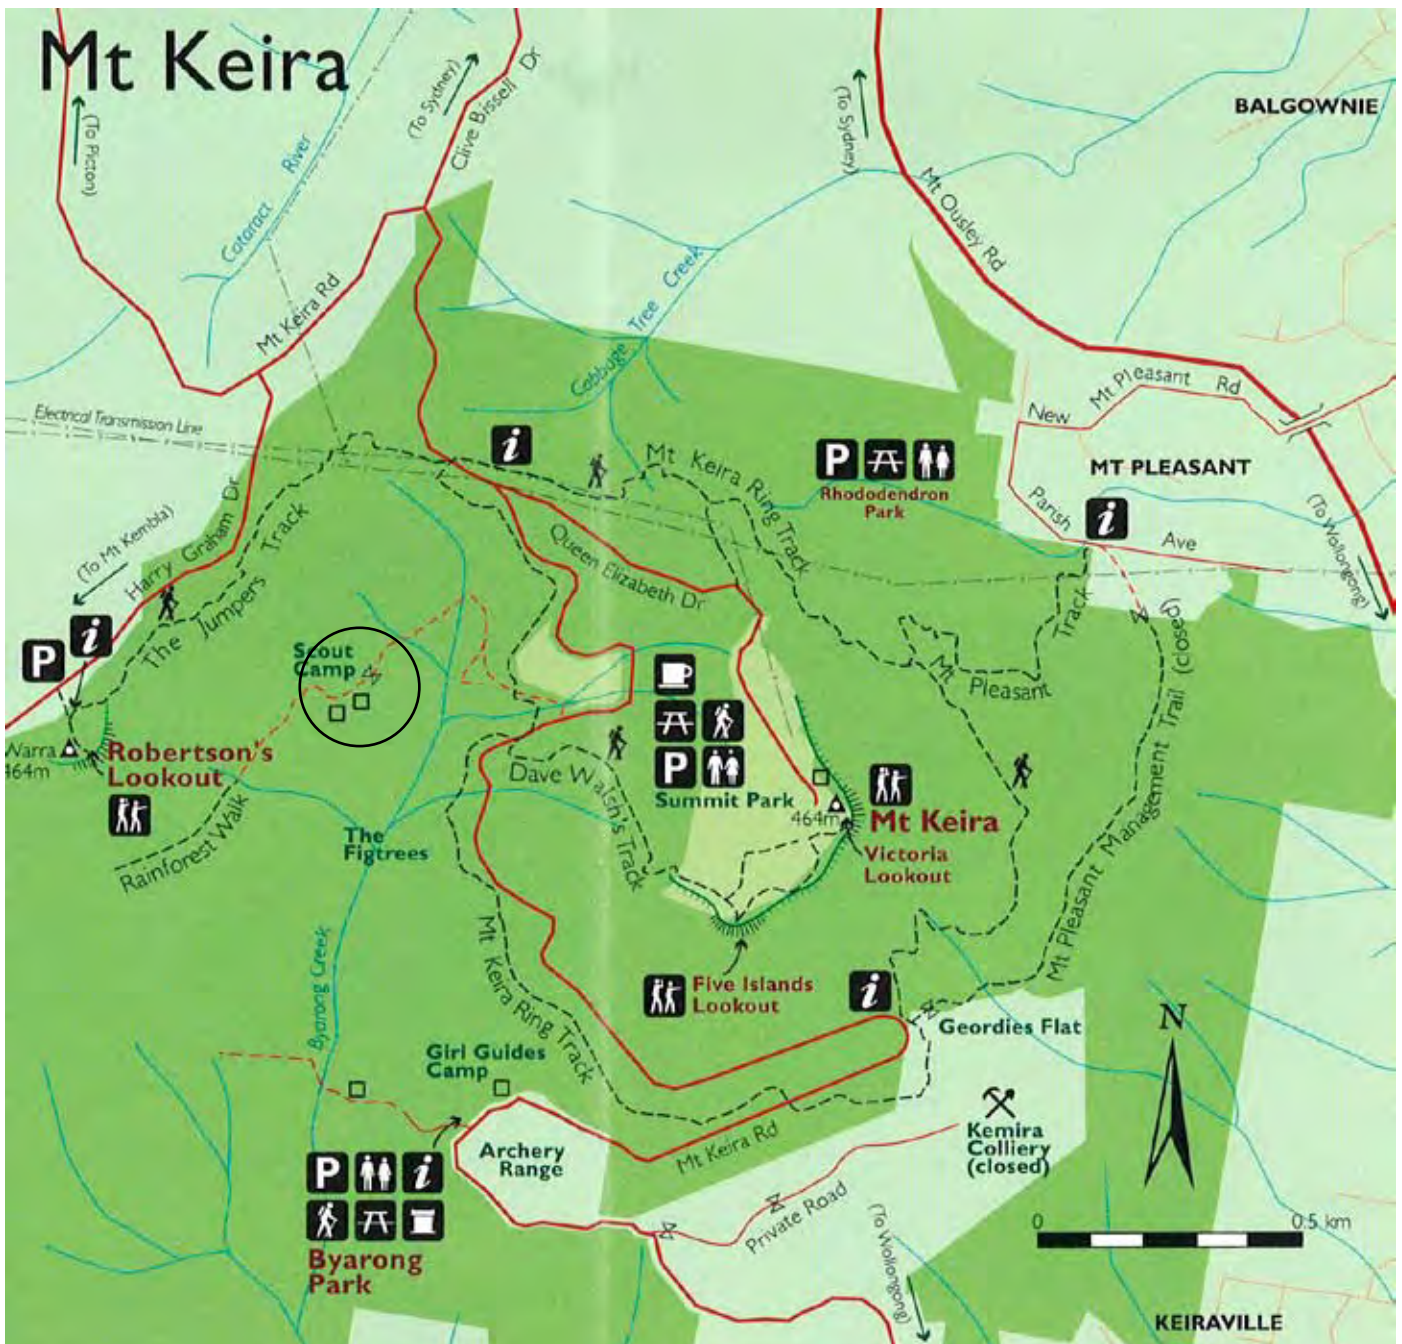 Mt Keira
(To Picton)
(To Sydney)
Clive Bissell Dr
Cataract River
Mt Keira Rd
(To Sydney)
Mt Ousley Rd
BALGOWNIE
Cabbage Tree Creek
Electrical Transmission Line
Harry Graham Dr
(To Mt Kembla)
The Jumpers Track
i
Mt Keira Ring Track
P
Rhododendron
Park
New Mt Pleasant Rd
MT PLEASANT
Parish Ave
i
(To Wollongong)
Queen Elizabeth Dr
P
i
Scout
Camp
Mt Pleasant Track
Mt Pleasant Management Trail (closed)
Warra
464m
Robertson's
Lookout
Rainforest Walk
The
Figtrees
Dave Walsh's Track
P
Summit Park
464m
Mt Keira
Victoria
Lookout
Byarong Creek
Mt Keira Ring Track
Five Islands
Lookout
i
Geordies Flat
N
Girl Guides
Camp
Archery
Range
Mt Keira Rd
Kemira
Colliery
(closed)
Private Road
(To Wollongong)
0
0.5 km
P
i
Byarong
Park
KEIRAVILLE